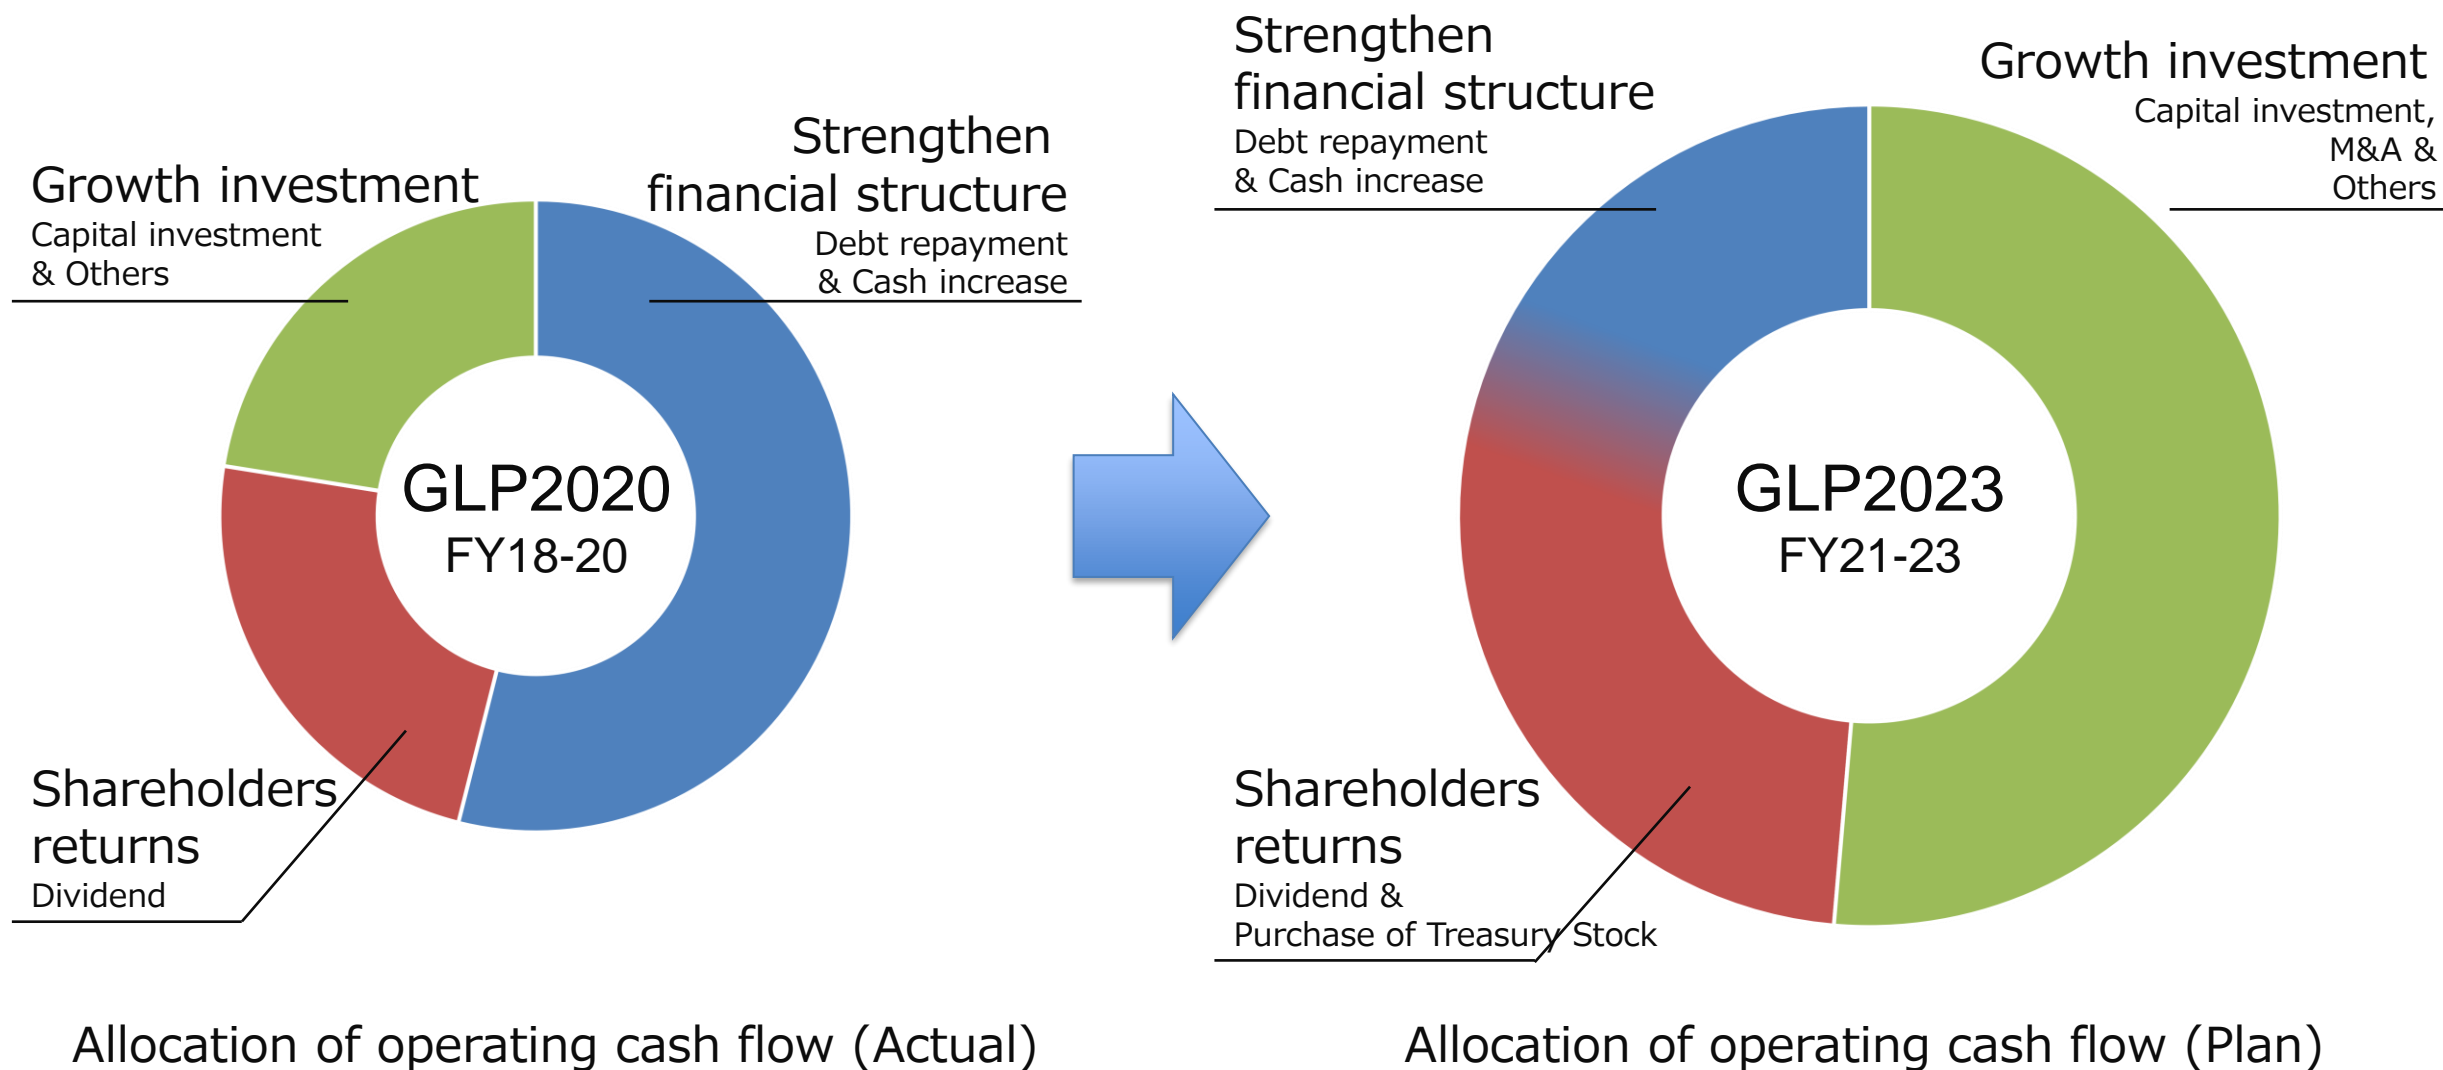 Growth investment
Capital investment
& Others
Strengthen
financial structure
Debt repayment
& Cash increase
GLP2020
FY18-20
Shareholders
returns
Dividend
Allocation of operating cash flow (Actual)
Strengthen
financial structure
Debt repayment
& Cash increase
Growth investment
Capital investment,
M&A &
Others
GLP2023
FY21-23
Shareholders
returns
Dividend &
Purchase of Treasury Stock
Allocation of operating cash flow (Plan)